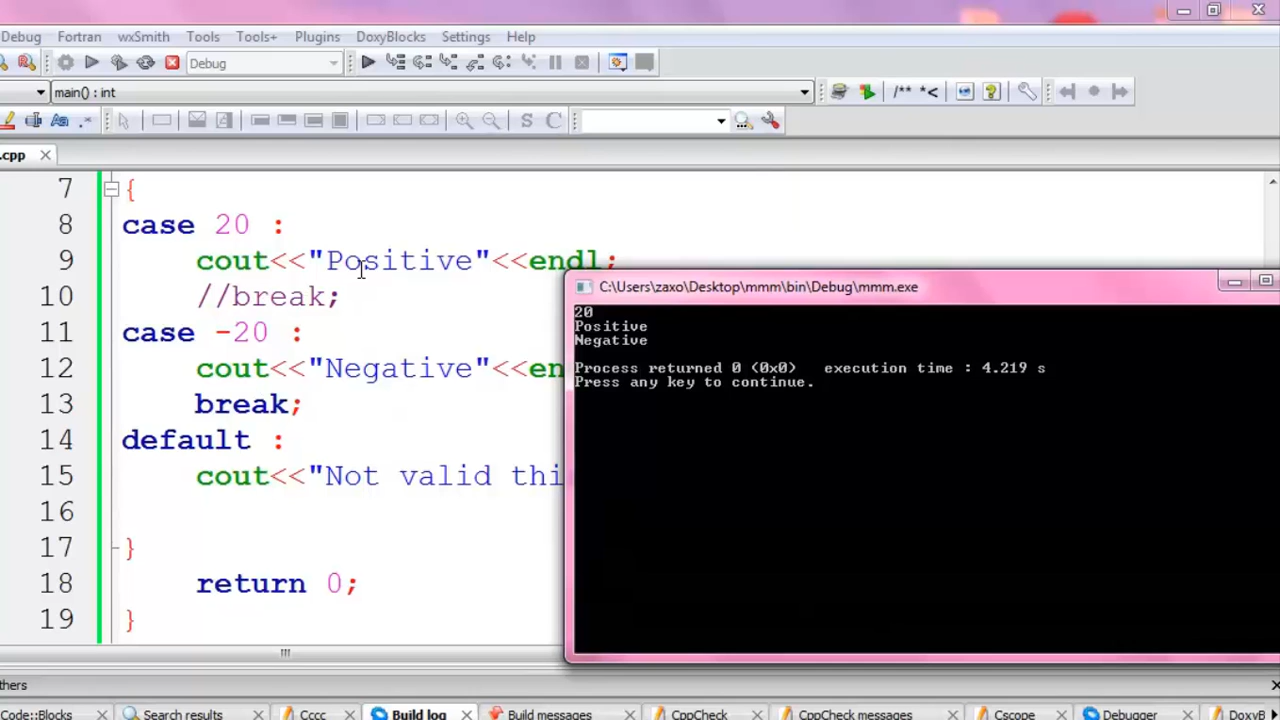 Debug Fortran wxSmith Tools Tools+ Plugins DoxyBlocks Settings Help
Debug
main() : int /** *<
S C
.cpp
7 {
8 case 20 :
9 cout<<"Positive"<<endl;
10 //break;
11 case -20 :
12 cout<<"Negative"<<en
13 break;
14 default :
15 cout<<"Not valid thi
16
17 }
18 return 0;
19 }
C:\Users\zaxo\Desktop\mmm\bin\Debug\mmm.exe
20
Positive
Negative
Process returned 0 (0x0) execution time : 4.219 s
Press any key to continue.
thers
Code::Blocks Search results Cccc Build log Build messages CppCheck CppCheck messages Cscope Debugger DoxyB